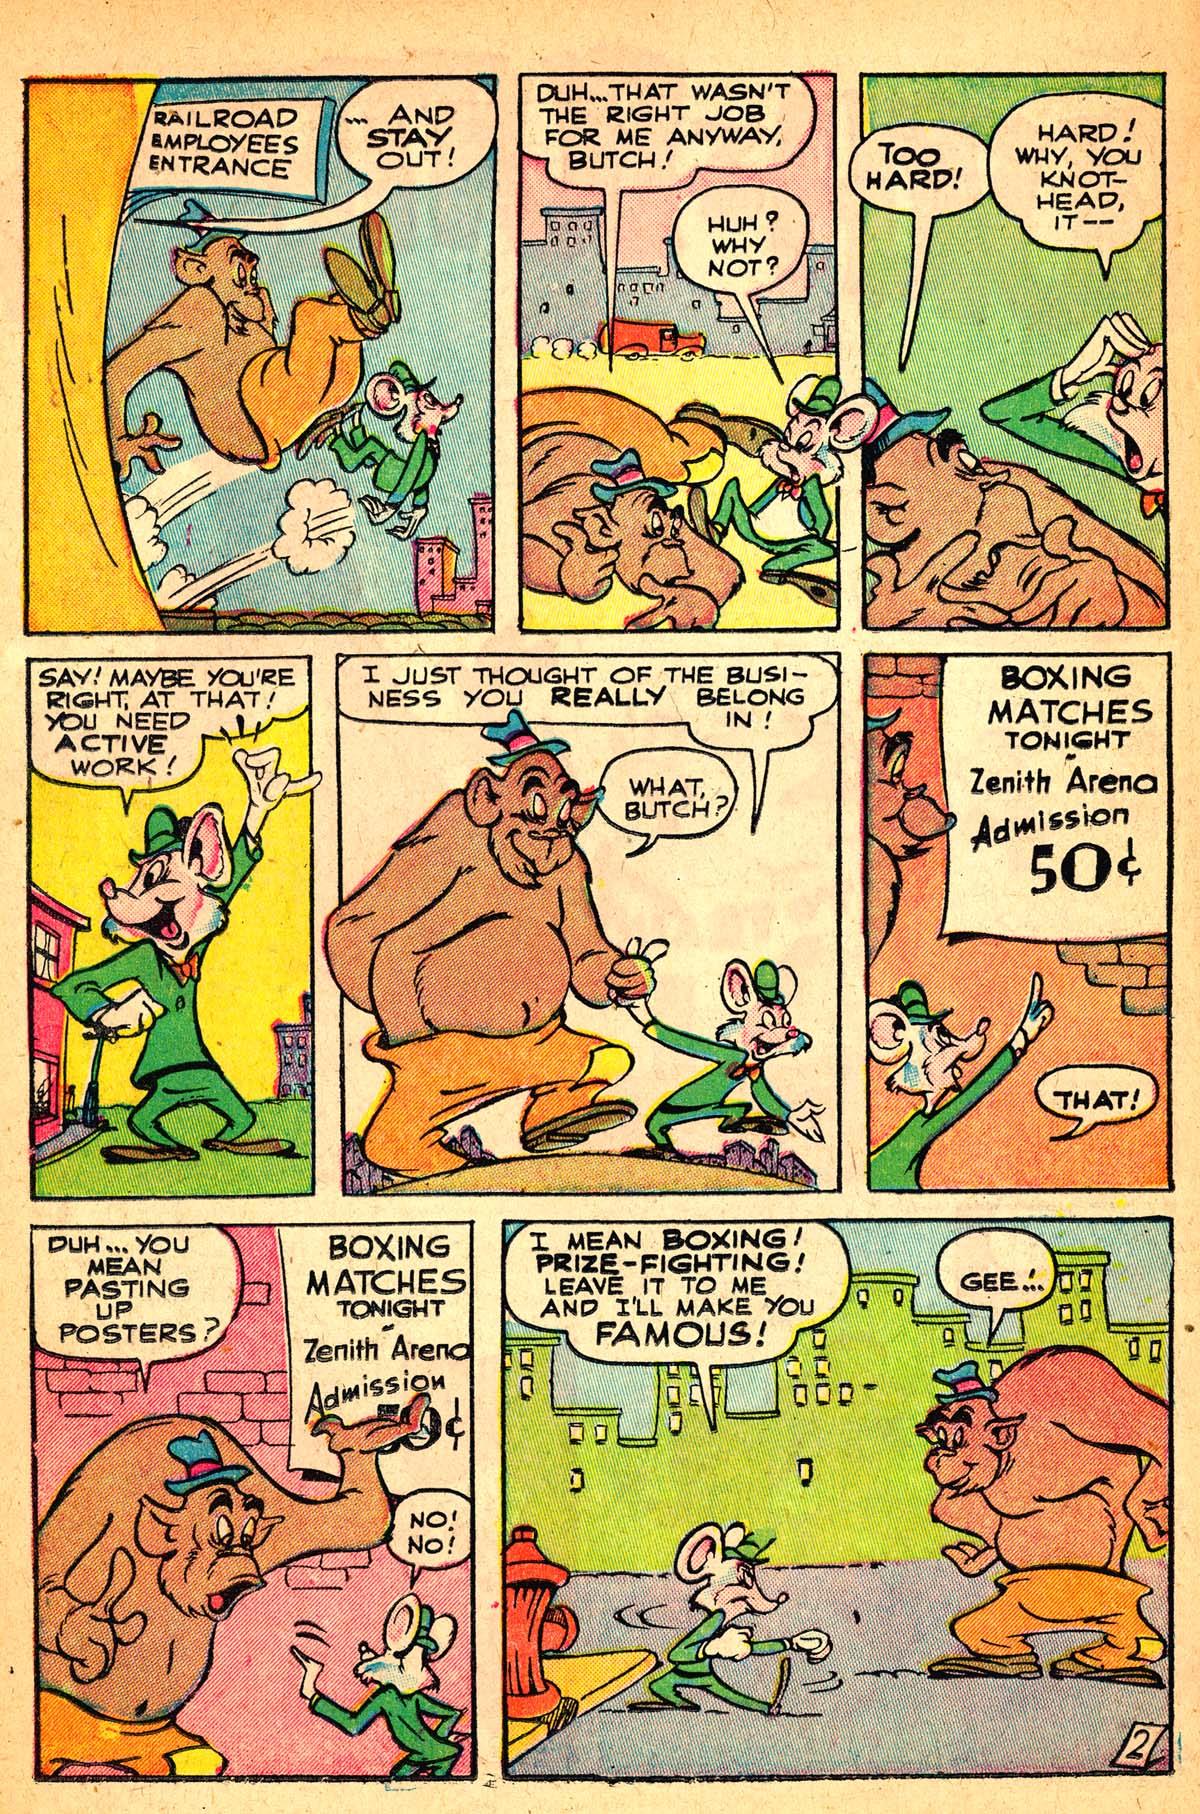 RAILROAD
EMPLOYEES
ENTRANCE
... AND
STAY
OUT!
DUH...THAT WASN'T
THE RIGHT JOB
FOR ME ANYWAY,
BUTCH!
HUH?
WHY
NOT?
TOO
HARD!
HARD!
WHY, YOU
KNOT-
HEAD,
IT--
SAY! MAYBE YOU'RE
RIGHT, AT THAT!
YOU NEED
ACTIVE
WORK!
I JUST THOUGHT OF THE BUSI-
NESS YOU REALLY BELONG
IN!
WHAT,
BUTCH?
BOXING
MATCHES
TONIGHT
Zenith Arena
Admission
50¢
THAT!
DUH...YOU
MEAN
PASTING
UP
POSTERS?
BOXING
MATCHES
TONIGHT
Zenith Arena
Admission
50¢
NO!
NO!
I MEAN BOXING!
PRIZE-FIGHTING!
LEAVE IT TO ME
AND I'LL MAKE YOU
FAMOUS!
GEE!..
2